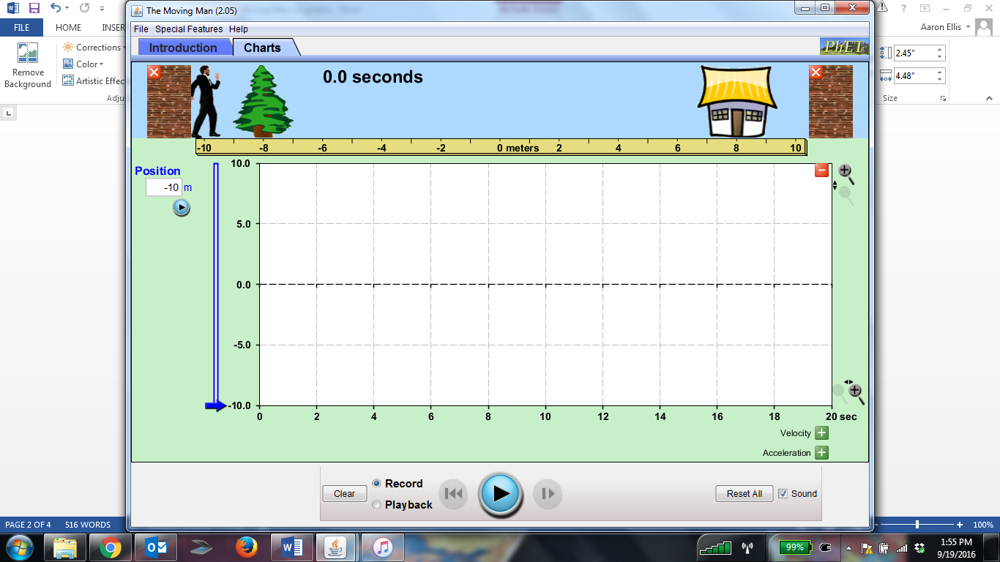 The Moving Man (2.05)
FILE
HOME
INSER
Aaron Ellis
File Special Features Help
Introduction
Charts
PhET
Corrections
Color
Artistic Effec
Remove
Background
Adju
2.45"
4.48"
Size
0.0 seconds
-10 -8 -6 -4 -2 0 meters 2 4 6 8 10
Position
-10 m
10.0
5.0
0.0
-5.0
-10.0
0 2 4 6 8 10 12 14 16 18 20 sec
Velocity
Acceleration
Clear
Record
Playback
Reset All
Sound
PAGE 2 OF 4 516 WORDS
100%
99%
1:55 PM
9/19/2016